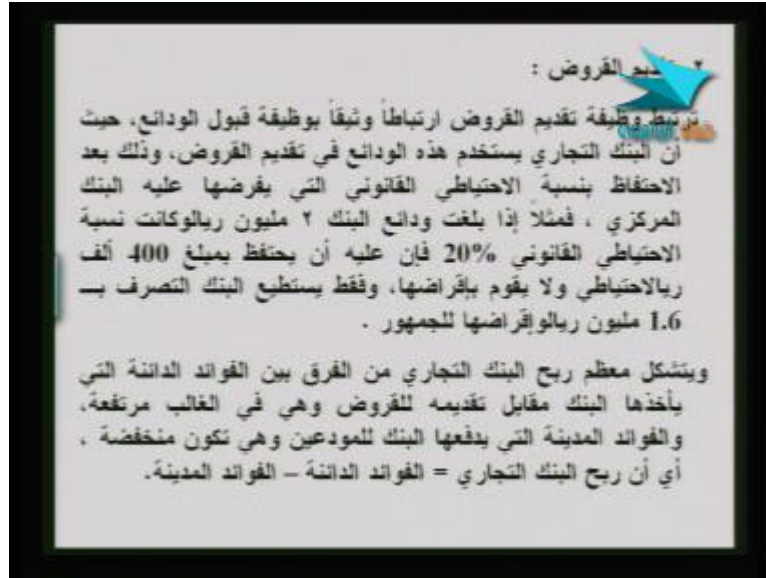 ٢- تقديم القروض :
ترتبط وظيفة تقديم القروض ارتباطاً وثيقاً بوظيفة قبول الودائع، حيث
أن البنك التجاري يستخدم هذه الودائع في تقديم القروض، وذلك بعد
الاحتفاظ بنسبة الاحتياطي القانوني التي يفرضها عليه البنك
المركزي ، فمثلاً إذا بلغت ودائع البنك ٢ مليون ريالوكانت نسبة
الاحتياطي القانوني 20% فإن عليه أن يحتفظ بمبلغ 400 ألف
ريالاحتياطي ولا يقوم بإقراضها، وفقط يستطيع البنك التصرف بـــ
1.6 مليون ريالوإقراضها للجمهور .
ويتشكل معظم ربح البنك التجاري من الفرق بين الفوائد الدائنة التي
يأخذها البنك مقابل تقديمه للقروض وهي في الغالب مرتفعة،
والفوائد المدينة التي يدفعها البنك للمودعين وهي تكون منخفضة ،
أي أن ربح البنك التجاري = الفوائد الدائنة – الفوائد المدينة.